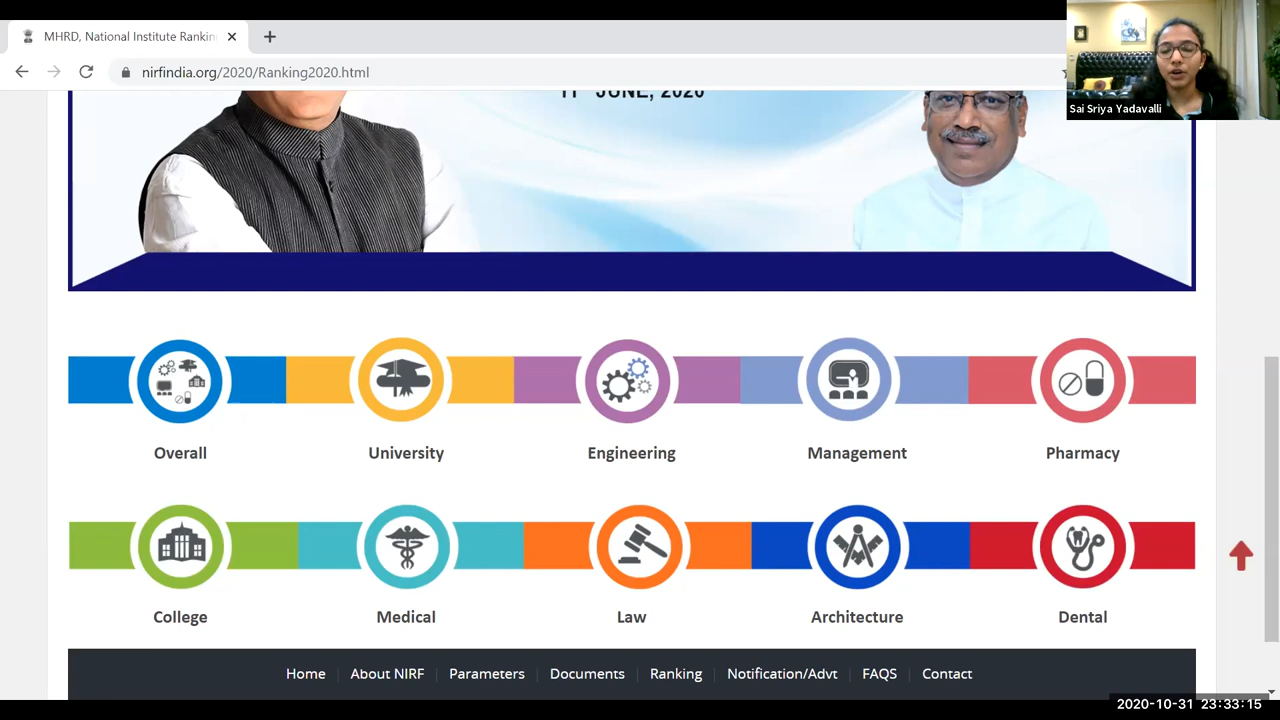 MHRD, National Institute Rankin
nirfindia.org/2020/Ranking2020.html
Sai Sriya Yadavalli
JUNE, 2020
Overall
University
Engineering
Management
Pharmacy
College
Medical
Law
Architecture
Dental
Home
About NIRF
Parameters
Documents
Ranking
Notification/Advt
FAQS
Contact
2020-10-31 23:33:15